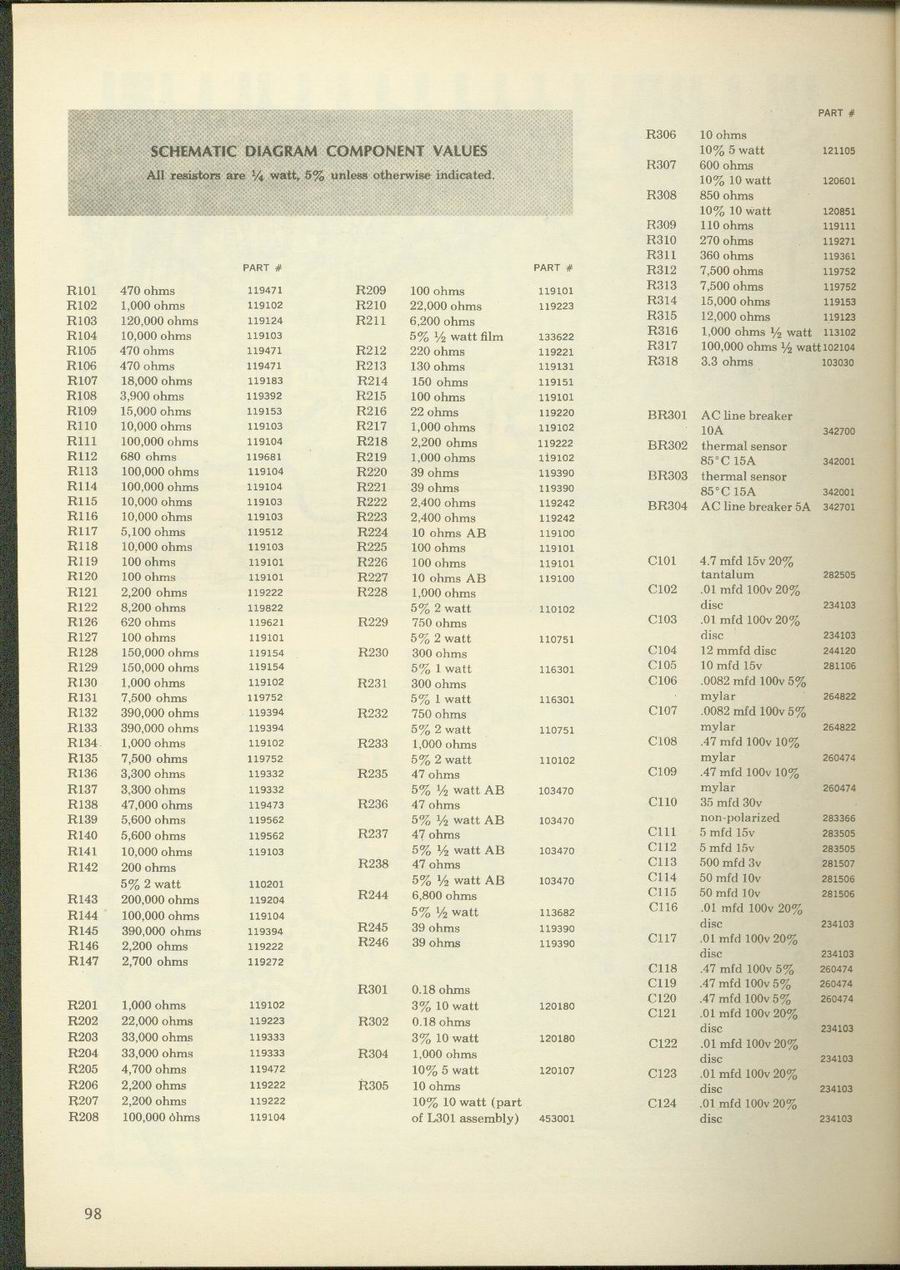 SCHEMATIC DIAGRAM COMPONENT VALUES
All resistors are ¼ watt, 5% unless otherwise indicated.
PART #
R101 470 ohms 119471
R102 1,000 ohms 119102
R103 120,000 ohms 119124
R104 10,000 ohms 119103
R105 470 ohms 119471
R106 470 ohms 119471
R107 18,000 ohms 119183
R108 3,900 ohms 119392
R109 15,000 ohms 119153
R110 10,000 ohms 119103
R111 100,000 ohms 119104
R112 680 ohms 119681
R113 100,000 ohms 119104
R114 100,000 ohms 119104
R115 10,000 ohms 119103
R116 10,000 ohms 119103
R117 5,100 ohms 119512
R118 10,000 ohms 119103
R119 100 ohms 119101
R120 100 ohms 119101
R121 2,200 ohms 119222
R122 8,200 ohms 119822
R126 620 ohms 119621
R127 100 ohms 119101
R128 150,000 ohms 119154
R129 150,000 ohms 119154
R130 1,000 ohms 119102
R131 7,500 ohms 119752
R132 390,000 ohms 119394
R133 390,000 ohms 119394
R134 1,000 ohms 119102
R135 7,500 ohms 119752
R136 3,300 ohms 119332
R137 3,300 ohms 119332
R138 47,000 ohms 119473
R139 5,600 ohms 119562
R140 5,600 ohms 119562
R141 10,000 ohms 119103
R142 200 ohms
5% 2 watt 110201
R143 200,000 ohms 119204
R144 100,000 ohms 119104
R145 390,000 ohms 119394
R146 2,200 ohms 119222
R147 2,700 ohms 119272
R201 1,000 ohms 119102
R202 22,000 ohms 119223
R203 33,000 ohms 119333
R204 33,000 ohms 119333
R205 4,700 ohms 119472
R206 2,200 ohms 119222
R207 2,200 ohms 119222
R208 100,000 ohms 119104
PART #
R209 100 ohms 119101
R210 22,000 ohms 119223
R211 6,200 ohms
5% ½ watt film 133622
R212 220 ohms 119221
R213 130 ohms 119131
R214 150 ohms 119151
R215 100 ohms 119101
R216 22 ohms 119220
R217 1,000 ohms 119102
R218 2,200 ohms 119222
R219 1,000 ohms 119102
R220 39 ohms 119390
R221 39 ohms 119390
R222 2,400 ohms 119242
R223 2,400 ohms 119242
R224 10 ohms AB 119100
R225 100 ohms 119101
R226 100 ohms 119101
R227 10 ohms AB 119100
R228 1,000 ohms
5% 2 watt 110102
R229 750 ohms
5% 2 watt 110751
R230 300 ohms
5% 1 watt 116301
R231 300 ohms
5% 1 watt 116301
R232 750 ohms
5% 2 watt 110751
R233 1,000 ohms
5% 2 watt 110102
R235 47 ohms
5% ½ watt AB 103470
R236 47 ohms
5% ½ watt AB 103470
R237 47 ohms
5% ½ watt AB 103470
R238 47 ohms
5% ½ watt AB 103470
R244 6,800 ohms
5% ½ watt 113682
R245 39 ohms 119390
R246 39 ohms 119390
R301 0.18 ohms
3% 10 watt 120180
R302 0.18 ohms
3% 10 watt 120180
R304 1,000 ohms
10% 5 watt 120107
R305 10 ohms
10% 10 watt (part
of L301 assembly) 453001
PART #
R306 10 ohms
10% 5 watt 121105
R307 600 ohms
10% 10 watt 120601
R308 850 ohms
10% 10 watt 120851
R309 110 ohms 119111
R310 270 ohms 119271
R311 360 ohms 119361
R312 7,500 ohms 119752
R313 7,500 ohms 119752
R314 15,000 ohms 119153
R315 12,000 ohms 119123
R316 1,000 ohms ½ watt 113102
R317 100,000 ohms ½ watt 102104
R318 3.3 ohms 103030
BR301 AC line breaker
10A 342700
BR302 thermal sensor
85°C 15A 342001
BR303 thermal sensor
85°C 15A 342001
BR304 AC line breaker 5A 342701
C101 4.7 mfd 15v 20%
tantalum 282505
C102 .01 mfd 100v 20%
disc 234103
C103 .01 mfd 100v 20%
disc 234103
C104 12 mmfd disc 244120
C105 10 mfd 15v 281106
C106 .0082 mfd 100v 5%
mylar 264822
C107 .0082 mfd 100v 5%
mylar 264822
C108 .47 mfd 100v 10%
mylar 260474
C109 .47 mfd 100v 10%
mylar 260474
C110 35 mfd 30v
non-polarized 283366
C111 5 mfd 15v 283505
C112 5 mfd 15v 283505
C113 500 mfd 3v 281507
C114 50 mfd 10v 281506
C115 50 mfd 10v 281506
C116 .01 mfd 100v 20%
disc 234103
C117 .01 mfd 100v 20%
disc 234103
C118 .47 mfd 100v 5% 260474
C119 .47 mfd 100v 5% 260474
C120 .47 mfd 100v 5% 260474
C121 .01 mfd 100v 20%
disc 234103
C122 .01 mfd 100v 20%
disc 234103
C123 .01 mfd 100v 20%
disc 234103
C124 .01 mfd 100v 20%
disc 234103
98